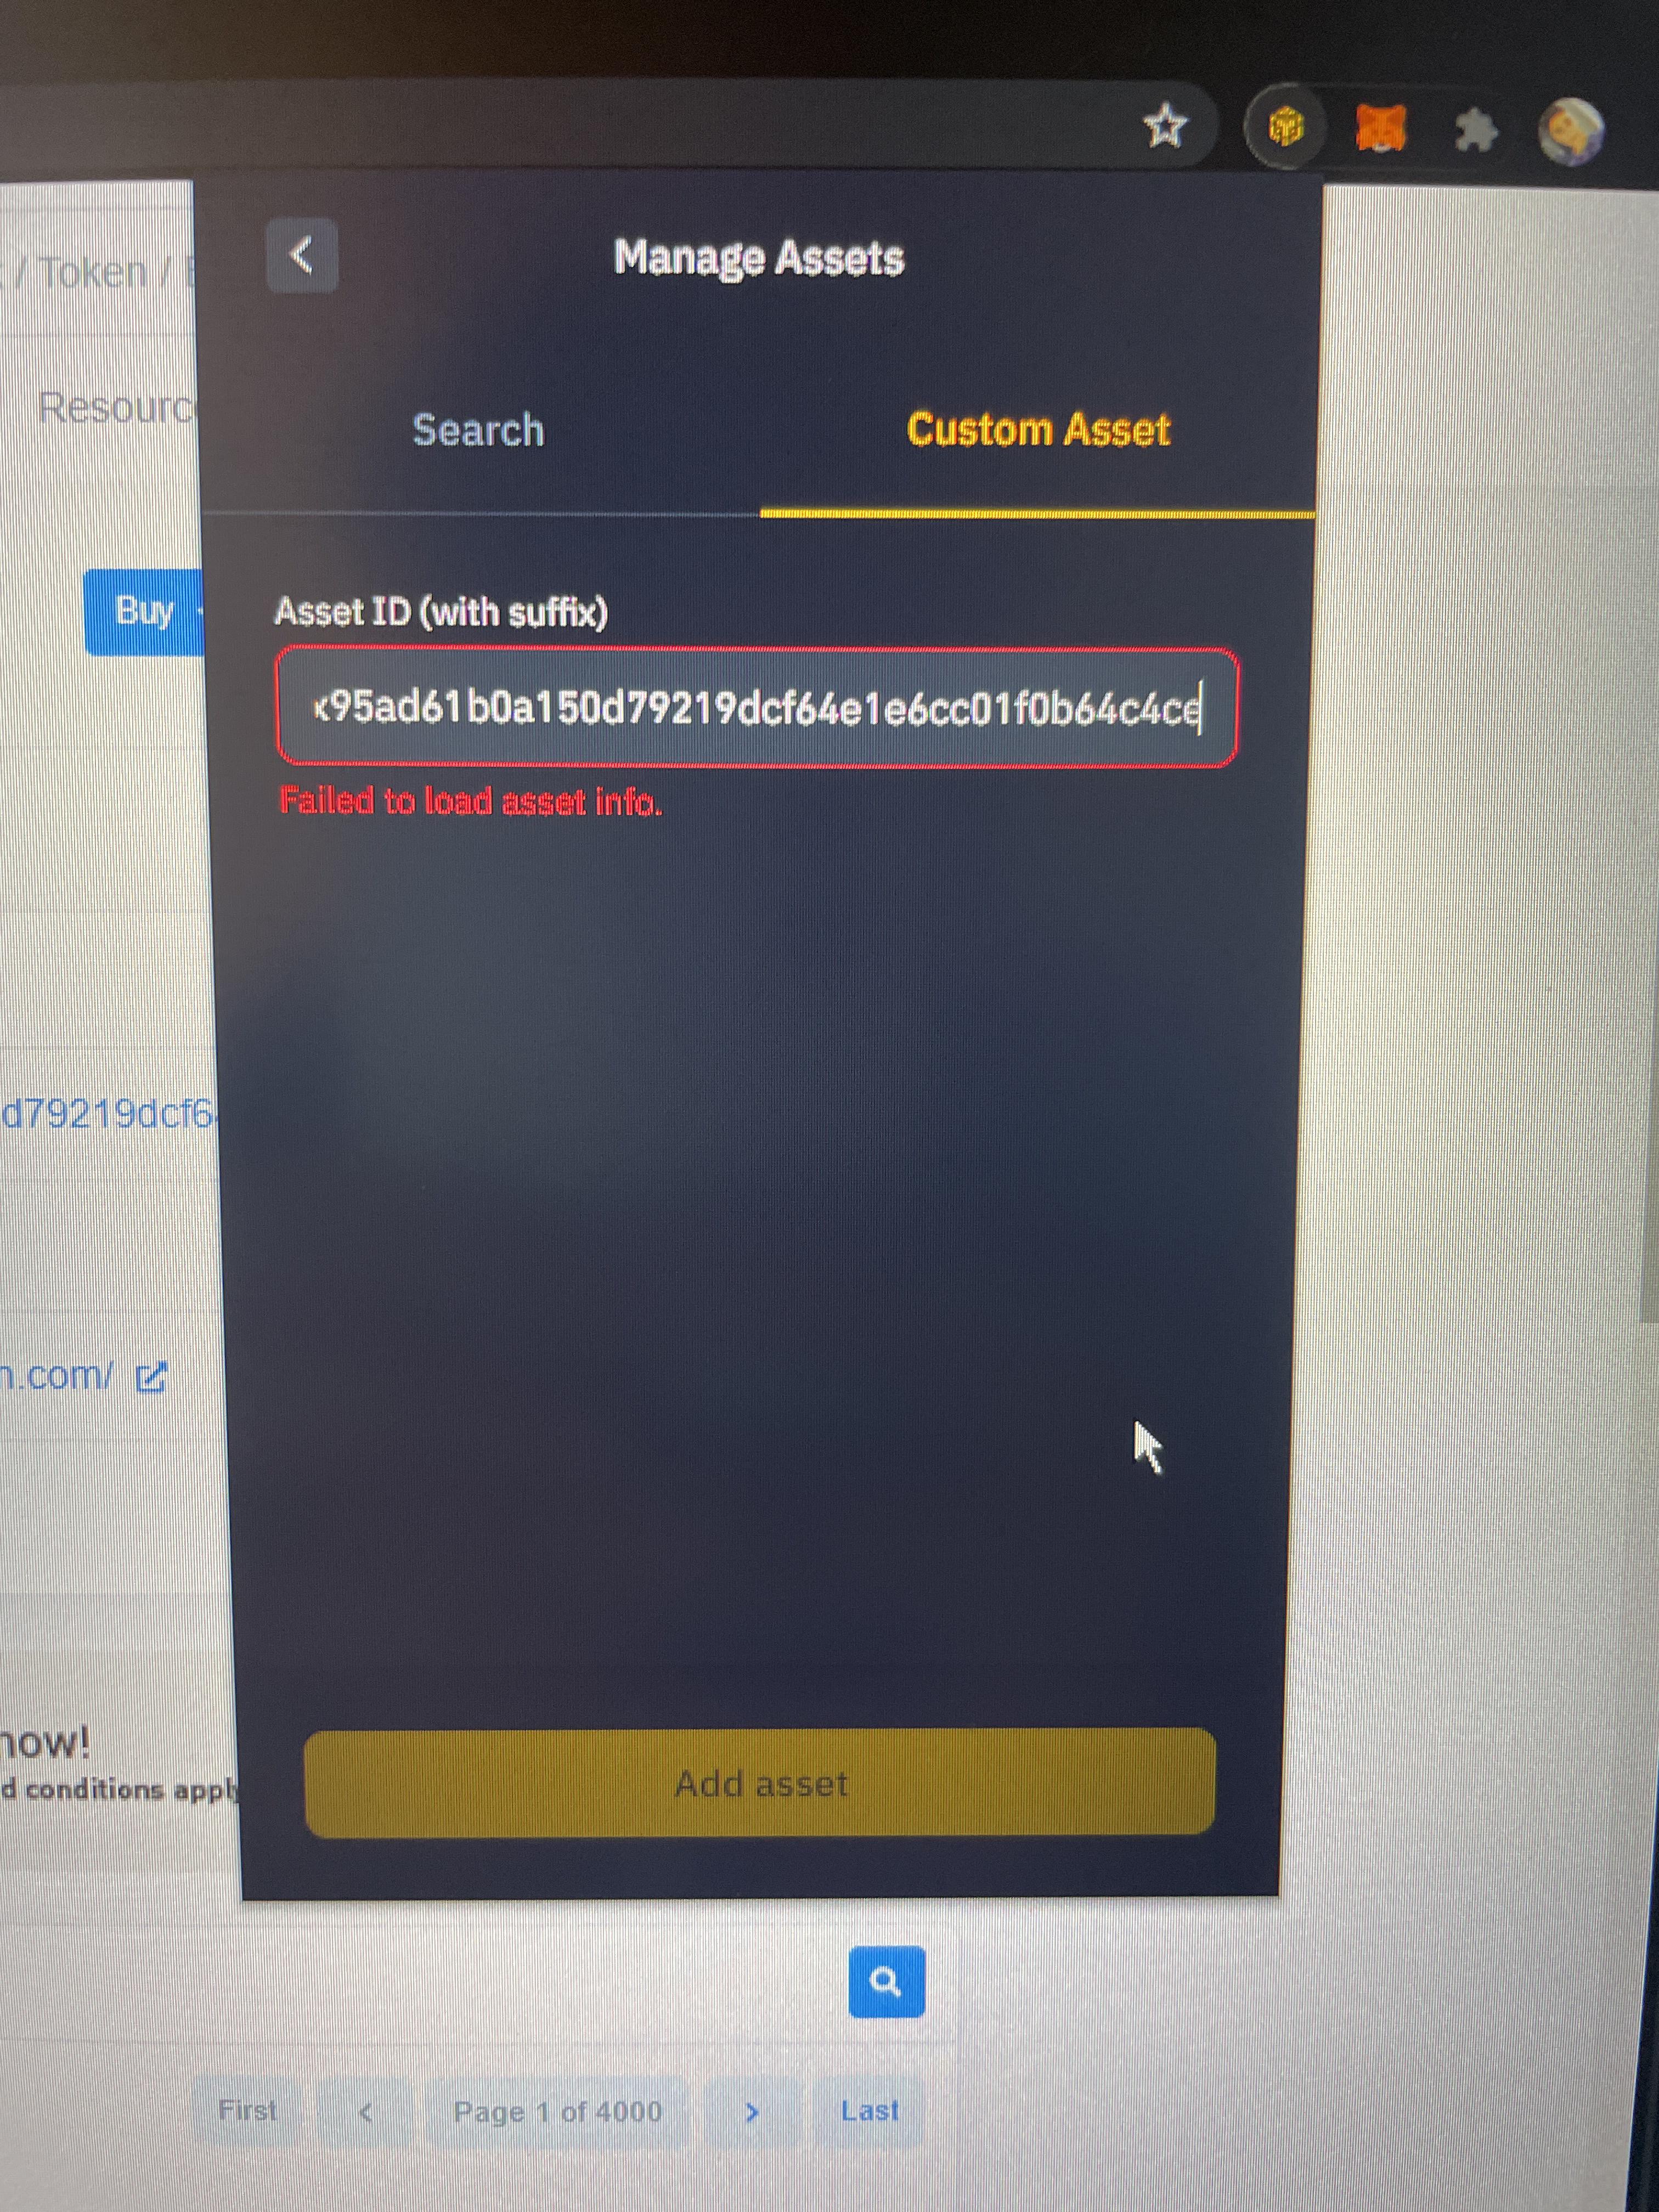 / Token /
Manage Assets
Resourc
Search
Custom Asset
Buy
Asset ID (with suffix)
x95ad61b0a150d79219dcf64e1e6cc01f0b64c4ce
Failed to load asset info.
d79219dcf6
n.com/
now!
d conditions apply
Add asset
First
<
Page 1 of 4000
>
Last